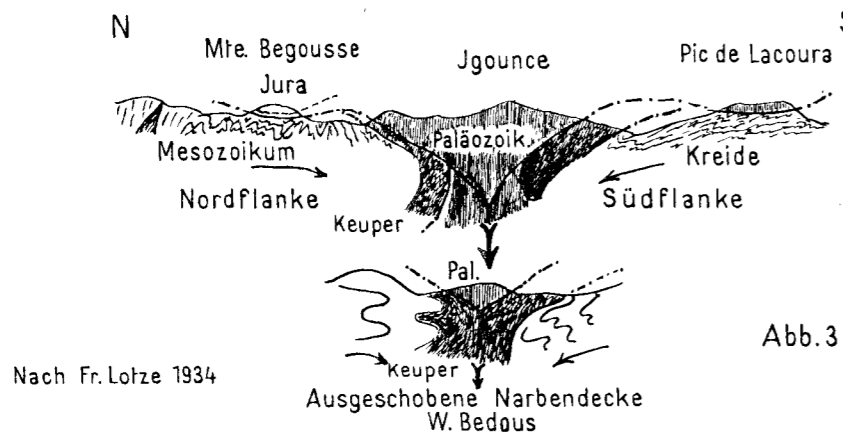 N
S
Mte. Begousse
Jgounce
Pic de Lacoura
Jura
Paläozoik.
Mesozoikum
Kreide
Nordflanke
Südflanke
Keuper
Pal.
Abb. 3
Nach Fr. Lotze 1934
Keuper
Ausgeschobene Narbendecke
W. Bedous